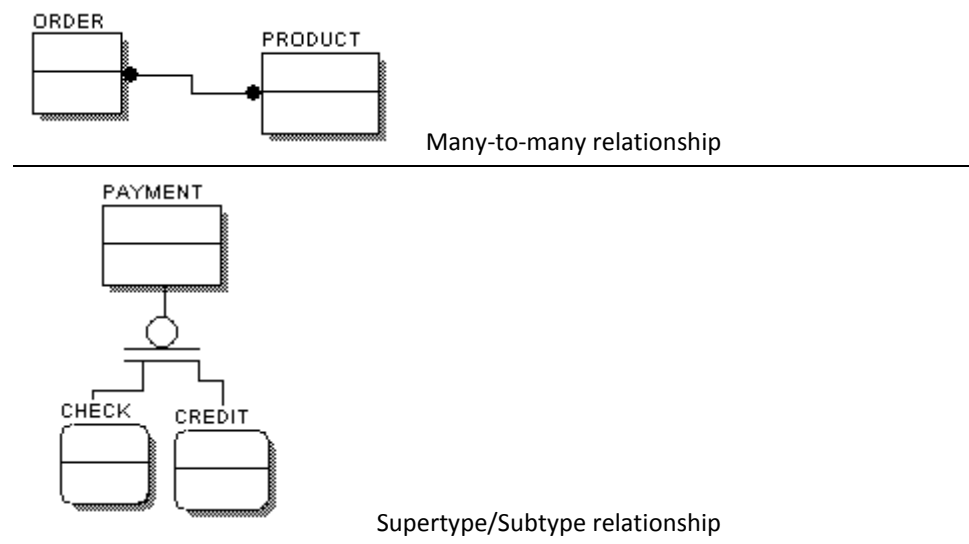 ORDER
PRODUCT
Many-to-many relationship
PAYMENT
CHECK
CREDIT
Supertype/Subtype relationship